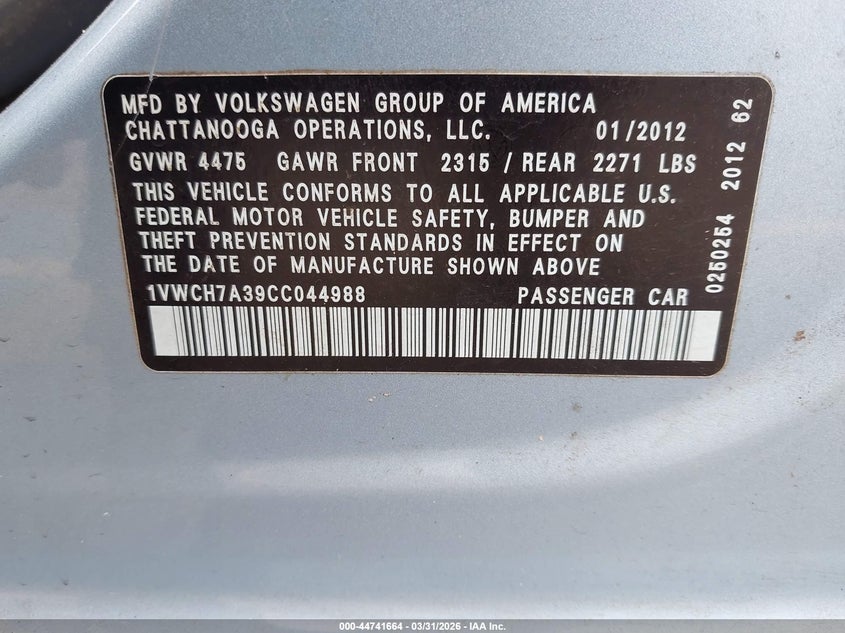 MFD BY VOLKSWAGEN GROUP OF AMERICA
CHATTANOOGA OPERATIONS, LLC. 01/2012
GVWR 4475 GAWR FRONT 2315 / REAR 2271 LBS
THIS VEHICLE CONFORMS TO ALL APPLICABLE U.S.
FEDERAL MOTOR VEHICLE SAFETY, BUMPER AND
THEFT PREVENTION STANDARDS IN EFFECT ON
THE DATE OF MANUFACTURE SHOWN ABOVE
1VWCH7A39CC044988 PASSENGER CAR
0250254 2012 62
000-44741664 / 03/31/2026 - IAA Inc.